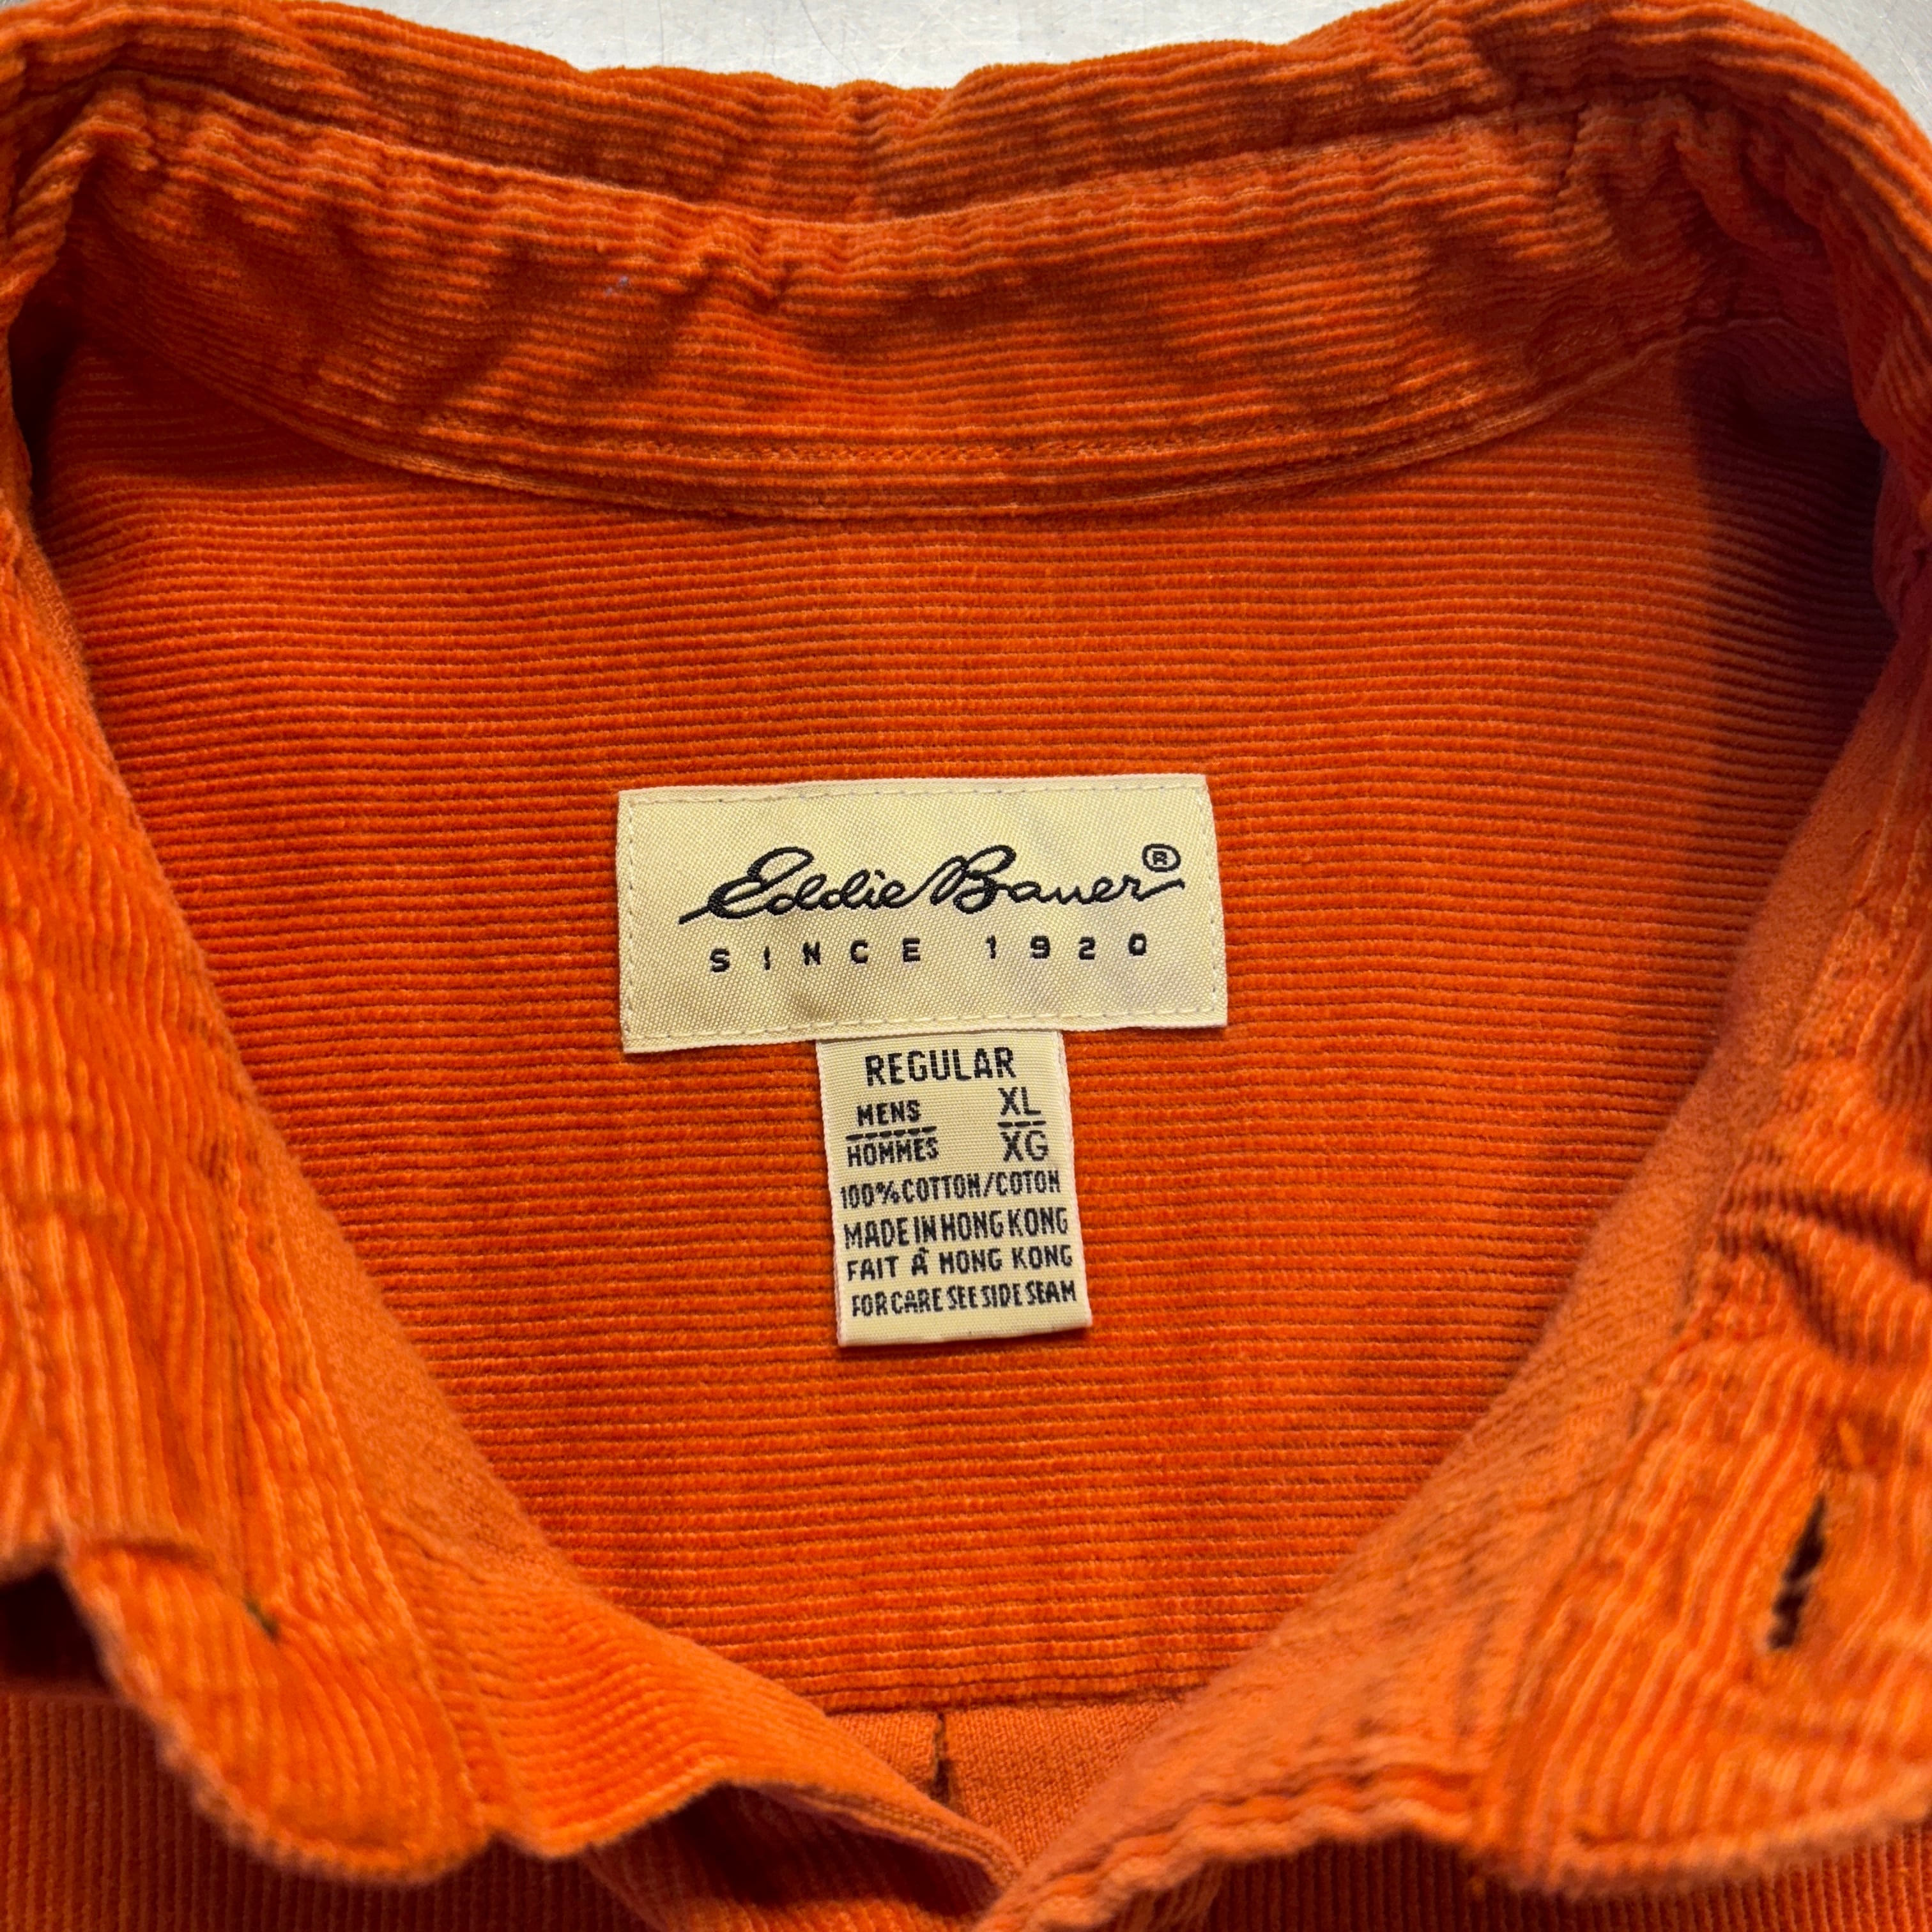 Eddie Bauer®
SINCE 1920
REGULAR
MENS XL
HOMMES XG
100% COTTON/COTON
MADE IN HONG KONG
FAIT À HONG KONG
FOR CARE SEE SIDE SEAM